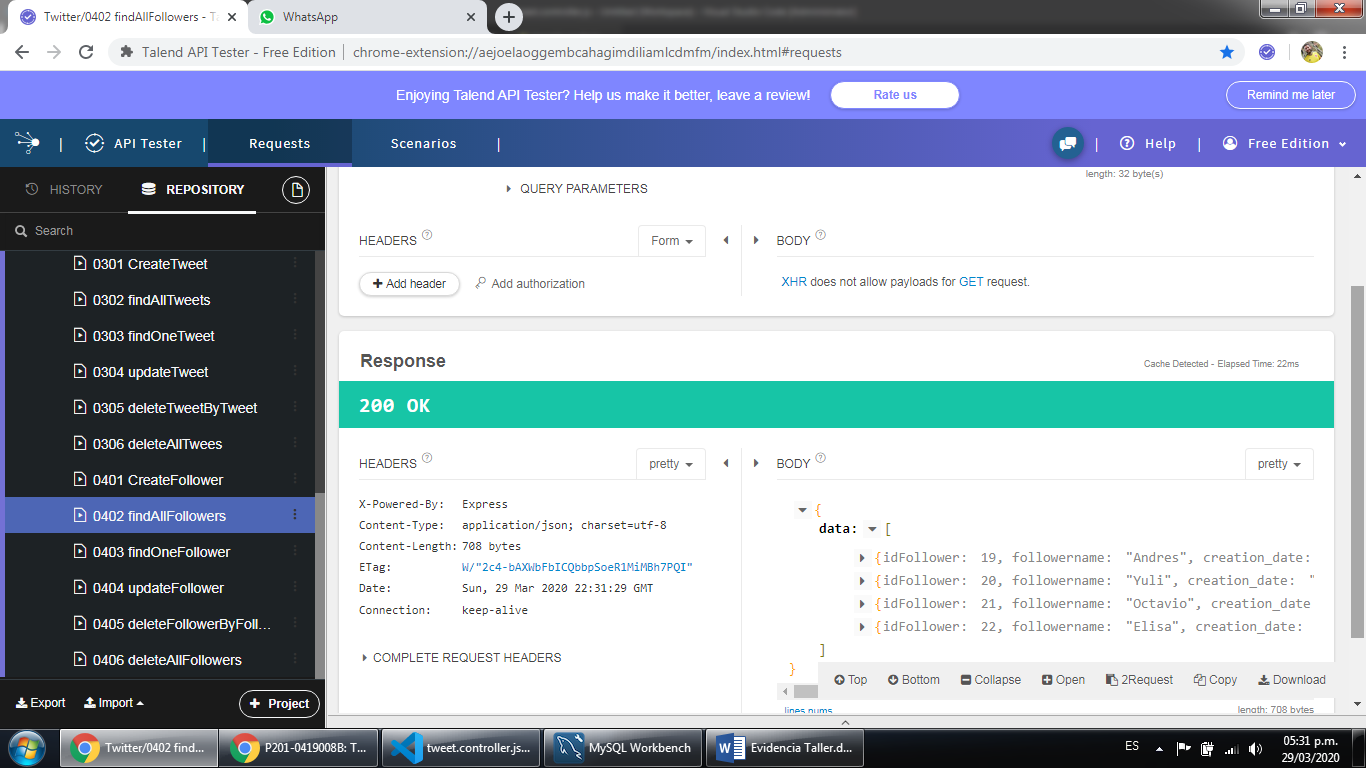 Twitter/0402 findAllFollowers - T
WhatsApp
Talend API Tester - Free Edition | chrome-extension://aejoelaoggembcahagimdiliamlcdmfm/index.html#requests
Enjoying Talend API Tester? Help us make it better, leave a review!
Rate us
Remind me later
| API Tester |
Requests
Scenarios |
| Help | Free Edition
HISTORY
REPOSITORY
Search
0301 CreateTweet
0302 findAllTweets
0303 findOneTweet
0304 updateTweet
0305 deleteTweetByTweet
0306 deleteAllTwees
0401 CreateFollower
0402 findAllFollowers
0403 findOneFollower
0404 updateFollower
0405 deleteFollowerByFoll...
0406 deleteAllFollowers
Export
Import
+ Project
length: 32 byte(s)
QUERY PARAMETERS
HEADERS ?
Form
BODY ?
+ Add header
Add authorization
XHR does not allow payloads for GET request.
Response
Cache Detected - Elapsed Time: 22ms
200 OK
HEADERS ?
pretty
X-Powered-By: Express
Content-Type: application/json; charset=utf-8
Content-Length: 708 bytes
ETag: W/"2c4-bAXWbFbICQbbpSoeR1MiMBh7PQI"
Date: Sun, 29 Mar 2020 22:31:29 GMT
Connection: keep-alive
COMPLETE REQUEST HEADERS
BODY ?
pretty
{
data: [
{idFollower: 19, followername: "Andres", creation_date:
{idFollower: 20, followername: "Yuli", creation_date: "
{idFollower: 21, followername: "Octavio", creation_date
{idFollower: 22, followername: "Elisa", creation_date:
]
}
Top
Bottom
Collapse
Open
2Request
Copy
Download
lines nums
length: 708 bytes
Twitter/0402 find...
P201-0419008B: T...
tweet.controller.js...
MySQL Workbench
Evidencia Taller.d...
ES
05:31 p.m.
29/03/2020